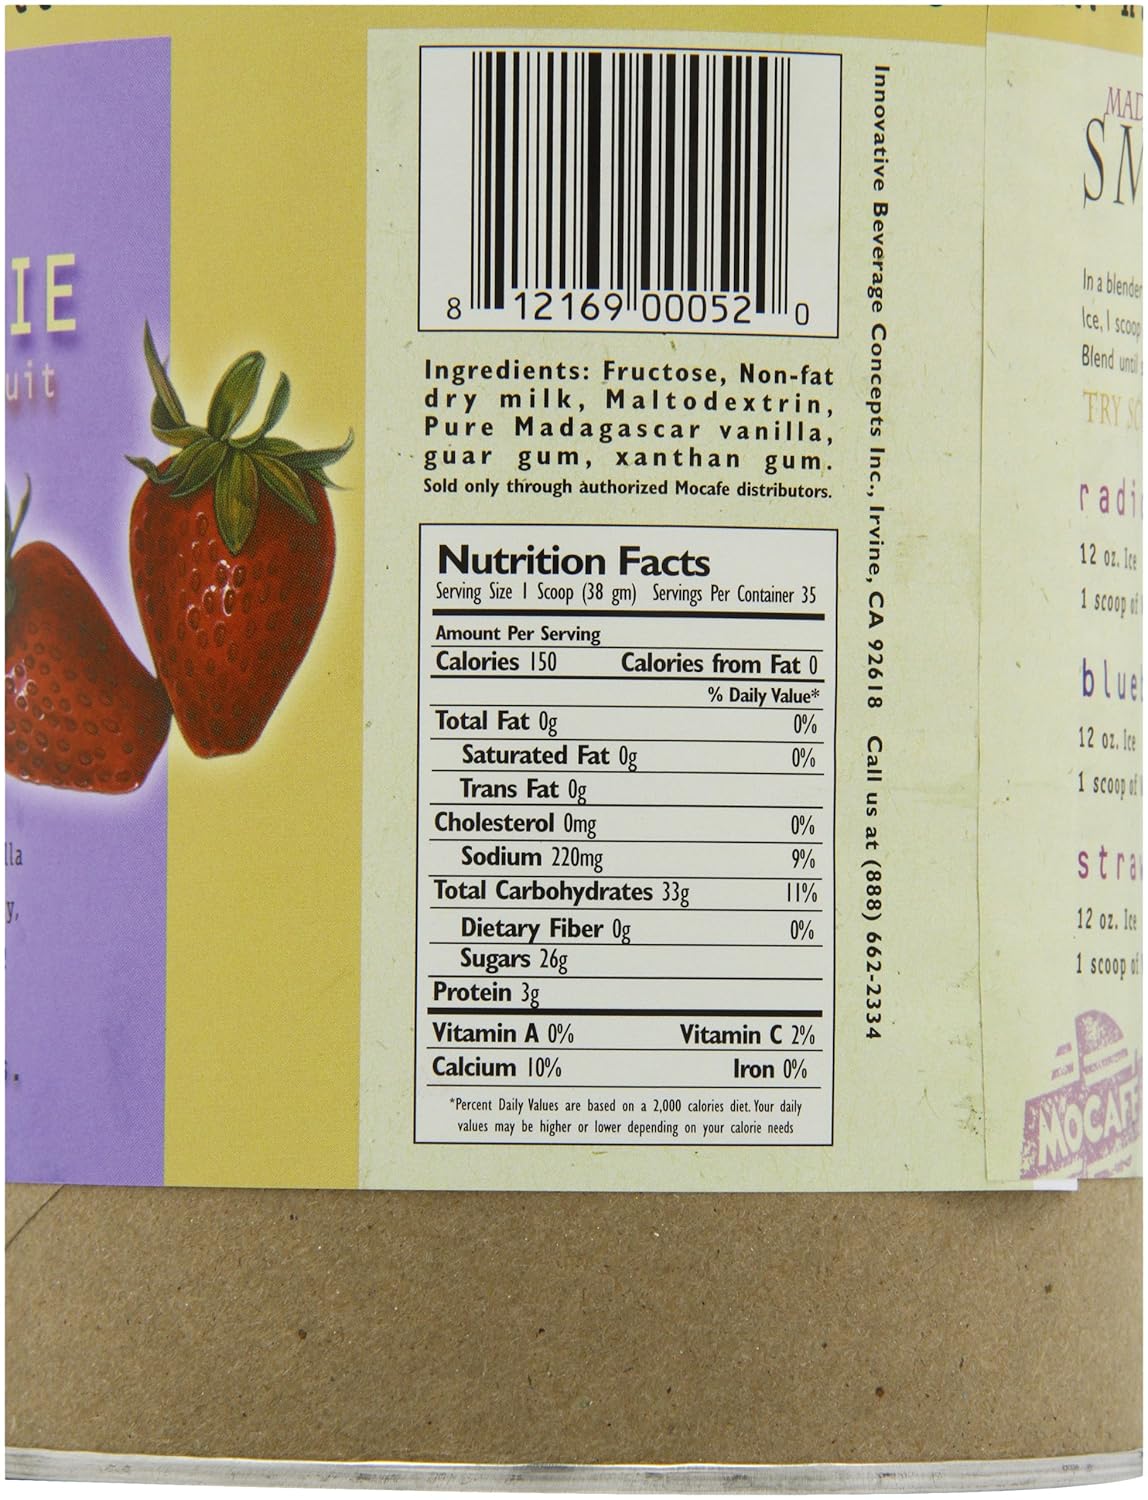 IE
uit
lla
y,
8 12169 00052 0
Ingredients: Fructose, Non-fat
dry milk, Maltodextrin,
Pure Madagascar vanilla,
guar gum, xanthan gum.
Sold only through authorized Mocafe distributors.
Nutrition Facts
Serving Size 1 Scoop (38 gm) Servings Per Container 35
Amount Per Serving
Calories 150 Calories from Fat 0
% Daily Value*
Total Fat 0g 0%
Saturated Fat 0g 0%
Trans Fat 0g
Cholesterol 0mg 0%
Sodium 220mg 9%
Total Carbohydrates 33g 11%
Dietary Fiber 0g 0%
Sugars 26g
Protein 3g
Vitamin A 0% Vitamin C 2%
Calcium 10% Iron 0%
*Percent Daily Values are based on a 2,000 calories diet. Your daily
values may be higher or lower depending on your calorie needs
Innovative Beverage Concepts Inc., Irvine, CA 92618 Call us at (888) 662-2334
MAD
SM
In a blender
Ice, 1 scoop
Blend until
TRY
radi
12 oz. Ice
1 scoop of
blue
12 oz. Ice
1 scoop of
stra
12 oz. Ice
1 scoop of
MOCAFE